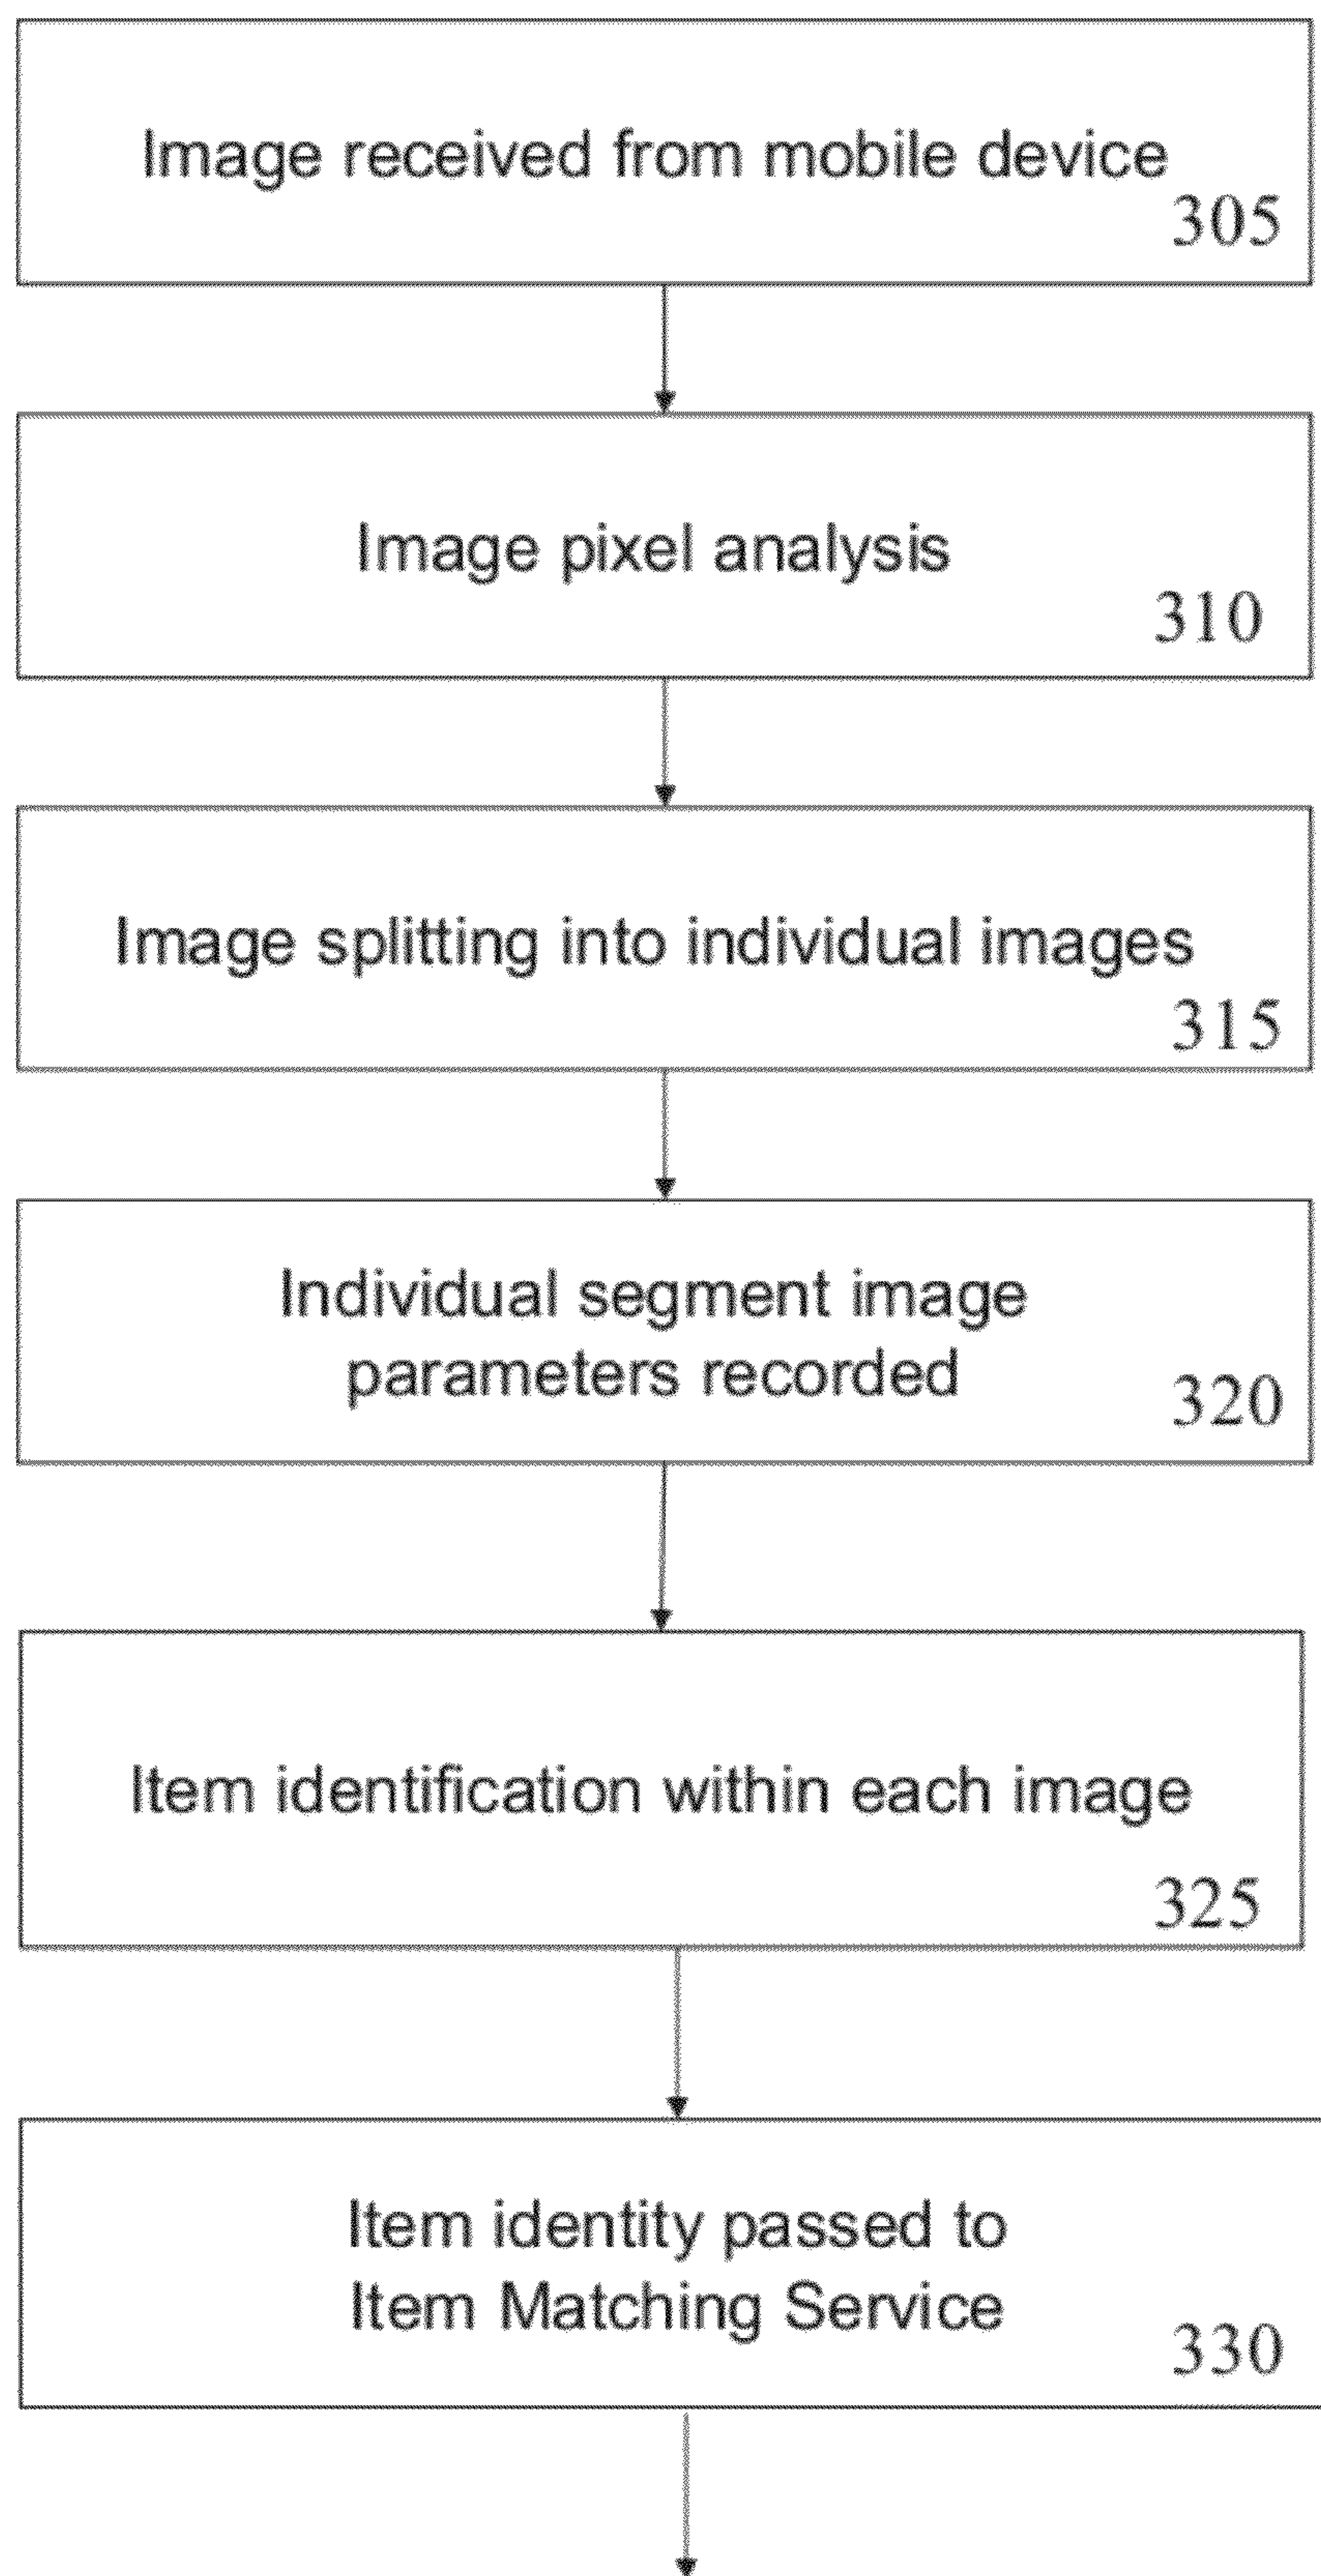 Image received from mobile device
305
Image pixel analysis
310
Image splitting into individual images
315
Individual segment image
parameters recorded
320
Item identification within each image
325
Item identity passed to
Item Matching Service
330